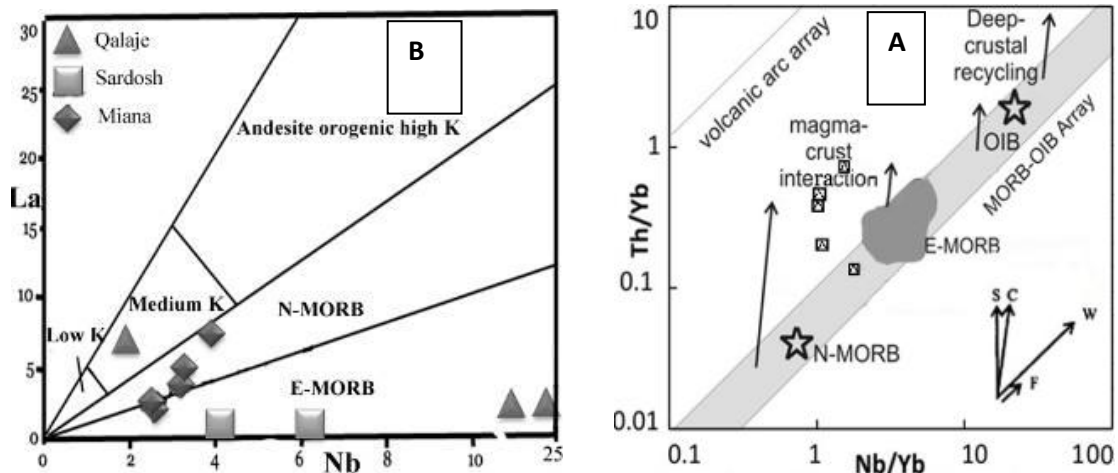 30
25
20
La
15
10
5
0
Qalaje
Sardosh
Miana
B
Andesite orogenic high K
Medium K
Low K
N-MORB
E-MORB
0
2
4
6
8
10
25
Nb
10
1
0.1
0.01
Th/Yb
volcanic arc array
A
Deep-
crustal
recycling
magma-
crust
interaction
OIB
MORB-OIB Array
E-MORB
N-MORB
S
C
W
F
0.1
1
10
100
Nb/Yb